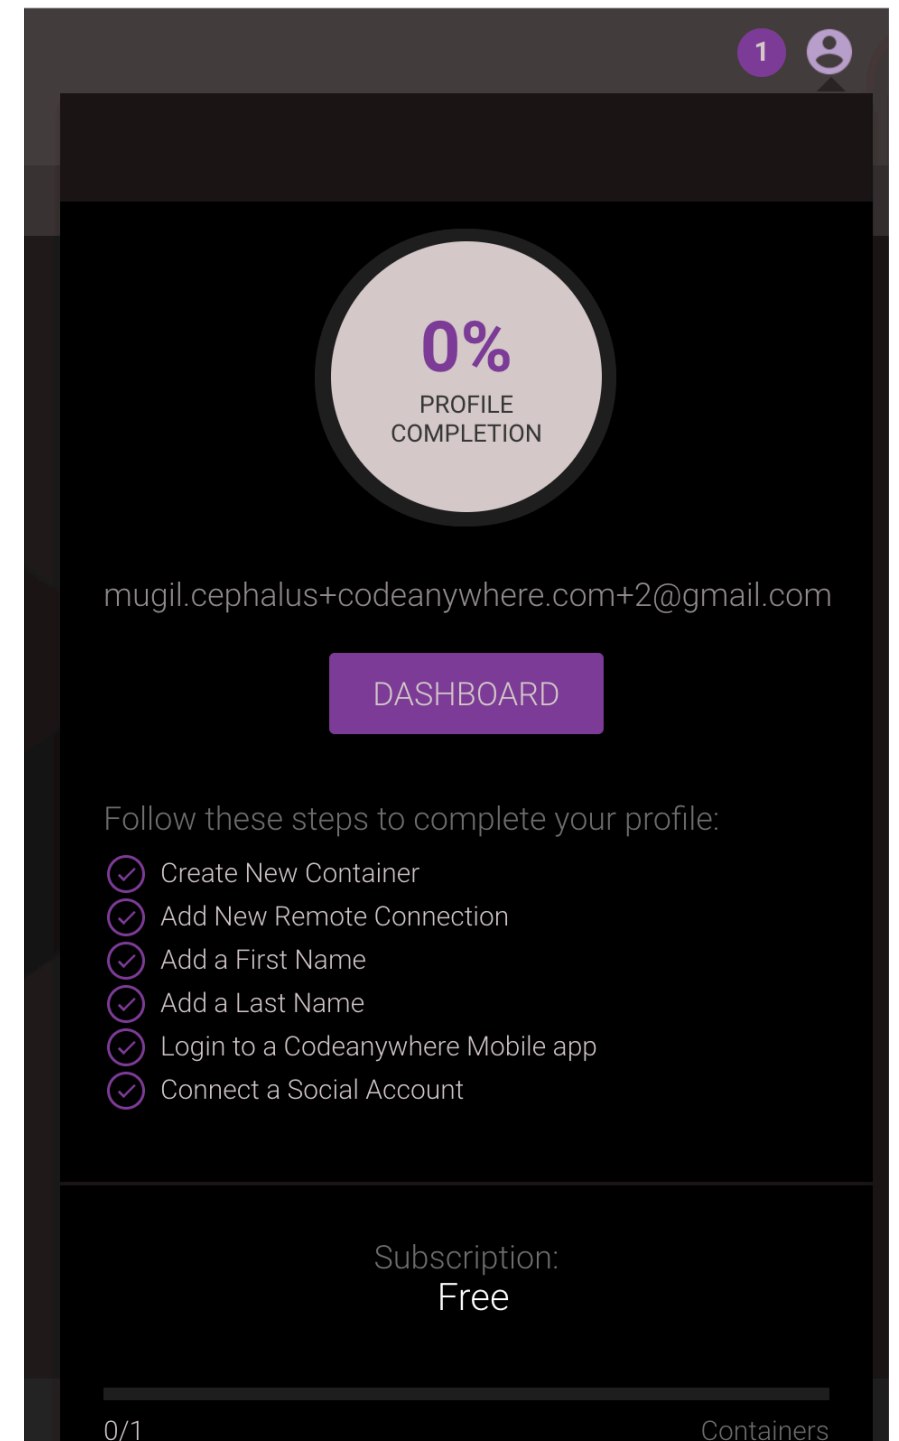 1
0%
PROFILE
COMPLETION
mugil.cephalus+codeanywhere.com+2@gmail.com
DASHBOARD
Follow these steps to complete your profile:
Create New Container
Add New Remote Connection
Add a First Name
Add a Last Name
Login to a Codeanywhere Mobile app
Connect a Social Account
Subscription:
Free
0/1 Containers